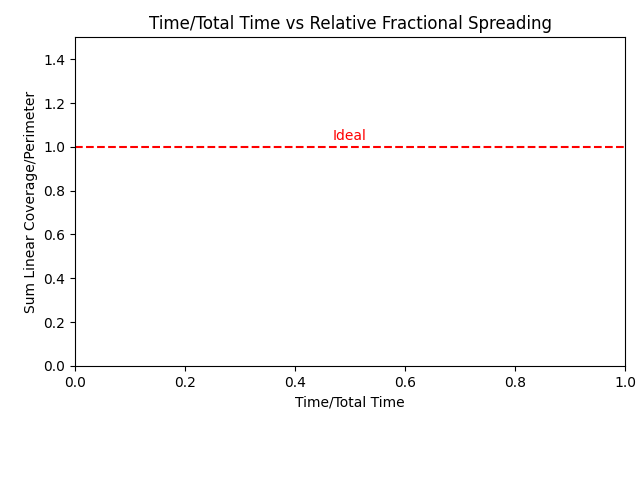 Time/Total Time vs Relative Fractional Spreading
Sum Linear Coverage/Perimeter
1.4
1.2
1.0
0.8
0.6
0.4
0.2
0.0
Ideal
0.0 0.2 0.4 0.6 0.8 1.0
Time/Total Time